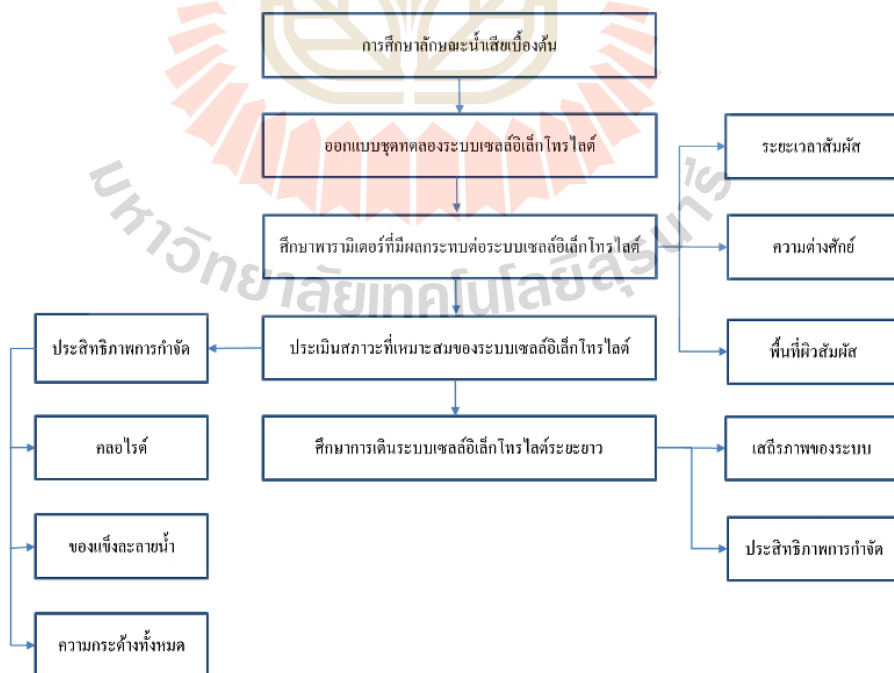 การศึกษาลักษณะน้ำเสียเบื้องต้น
ออกแบบชุดทดลองระบบเซลล์อิเล็กโทรไลต์
ระยะเวลาสัมผัส
ศึกษาพารามิเตอร์ที่มีผลกระทบต่อระบบเซลล์อิเล็กโทรไลต์
ความต่างศักย์
ประสิทธิภาพการกำจัด
ประเมินสภาวะที่เหมาะสมของระบบเซลล์อิเล็กโทรไลต์
พื้นที่ผิวสัมผัส
คลอไรด์
ศึกษาการเดินระบบเซลล์อิเล็กโทรไลต์ระยะยาว
เสถียรภาพของระบบ
ของแข็งละลายน้ำ
ประสิทธิภาพการกำจัด
ความกระด้างทั้งหมด
มหาวิทยาลัยเทคโนโลยีสุรนารี